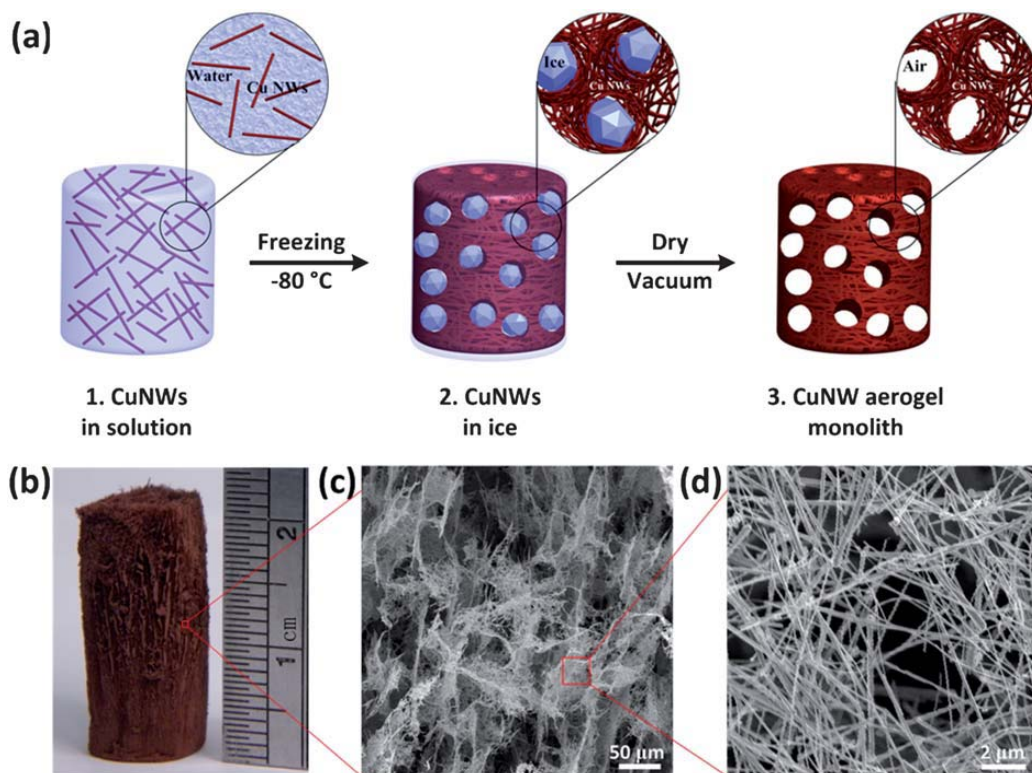 (a)
Water
Cu NWs
Ice
Cu NWs
Air
Cu NWs
Freezing
-80 °C
Dry
Vacuum
1. CuNWs
in solution
2. CuNWs
in ice
3. CuNW aerogel
monolith
(b)
2
1 cm
(c)
50 μm
(d)
2 μm